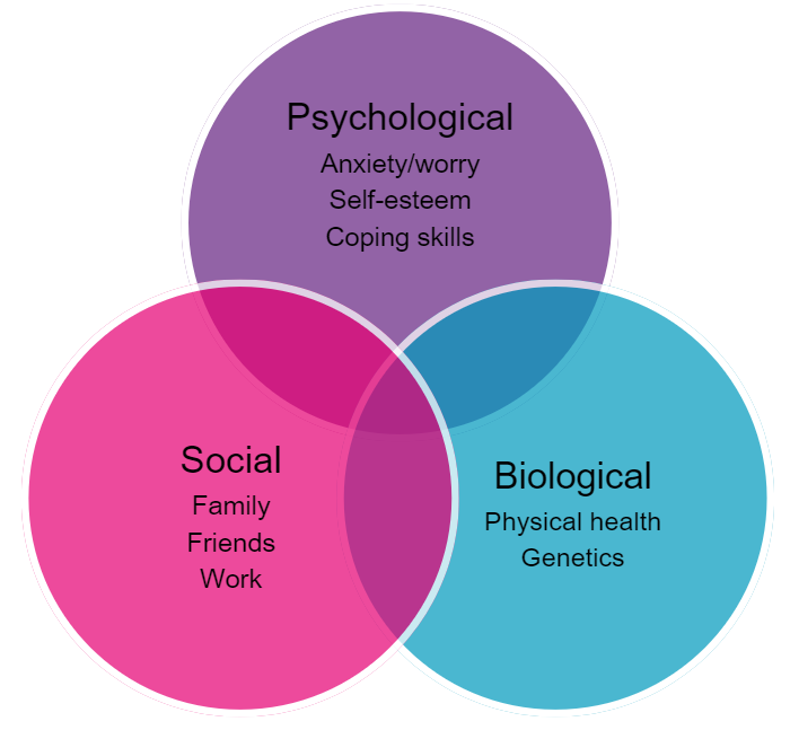 Psychological
Anxiety/worry
Self-esteem
Coping skills
Social
Family
Friends
Work
Biological
Physical health
Genetics